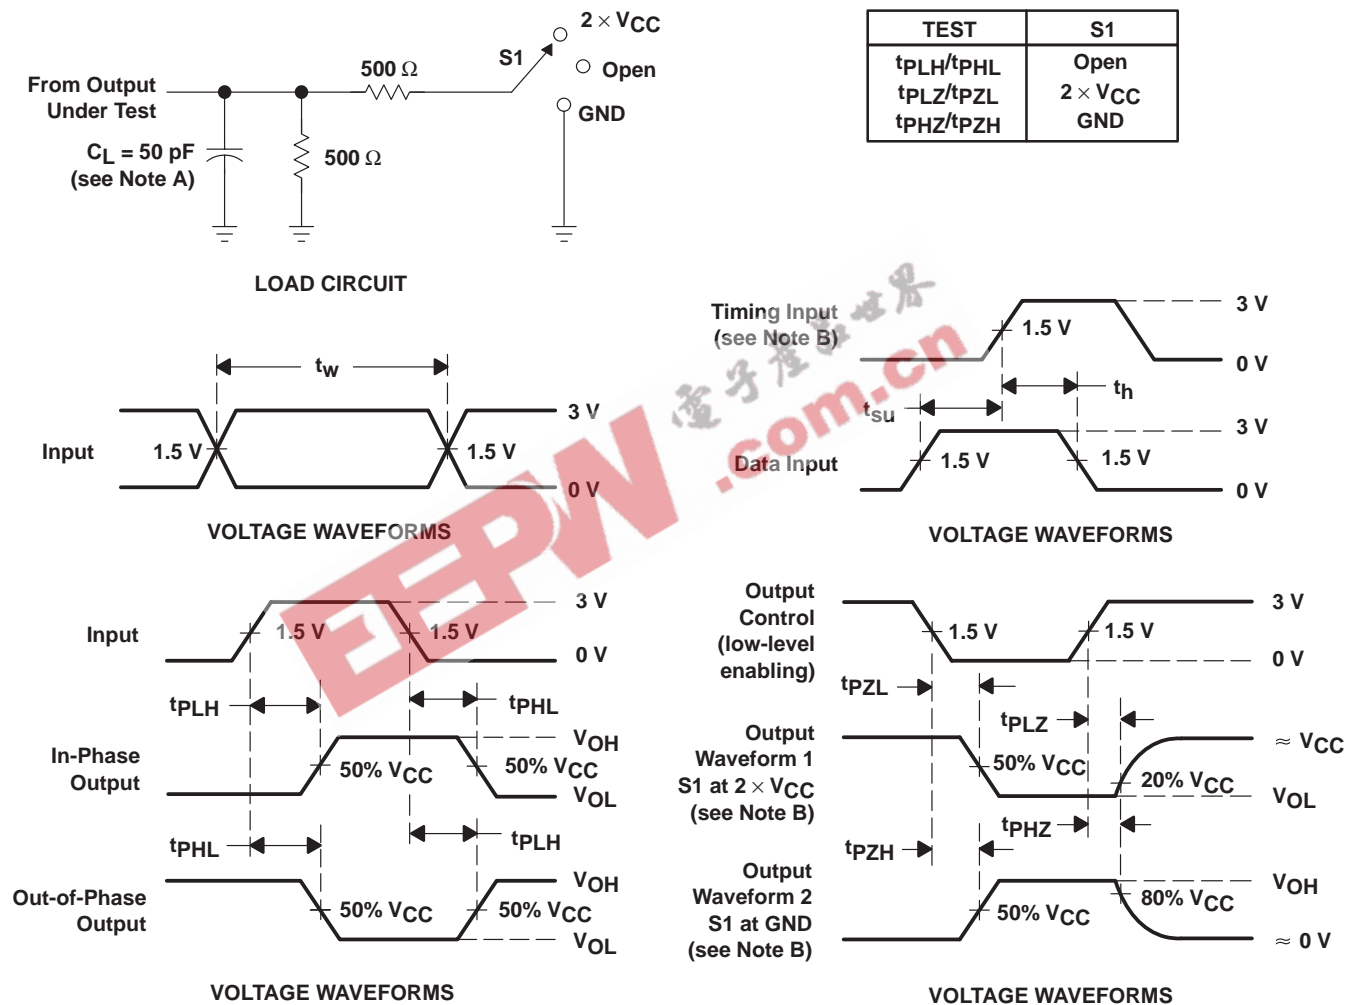 2 × VCC
S1
500 Ω
Open
From Output
Under Test
GND
CL = 50 pF
(see Note A)
500 Ω
LOAD CIRCUIT
TEST S1
tPLH/tPHL Open
tPLZ/tPZL 2 × VCC
tPHZ/tPZH GND
tw
3 V
Input
1.5 V
1.5 V
0 V
VOLTAGE WAVEFORMS
Timing Input
(see Note B)
3 V
1.5 V
0 V
th
tsu
3 V
Data Input
1.5 V
1.5 V
0 V
VOLTAGE WAVEFORMS
電子產品世界
EEPW
.com.cn
3 V
Input
1.5 V
1.5 V
0 V
tPLH
tPHL
VOH
In-Phase
Output
50% VCC
50% VCC
VOL
tPHL
tPLH
VOH
Out-of-Phase
Output
50% VCC
50% VCC
VOL
VOLTAGE WAVEFORMS
Output
Control
(low-level
enabling)
3 V
1.5 V
1.5 V
0 V
tPZL
tPLZ
Output
Waveform 1
S1 at 2 × VCC
(see Note B)
≈ VCC
50% VCC
20% VCC
VOL
tPHZ
tPZH
Output
Waveform 2
S1 at GND
(see Note B)
VOH
50% VCC
80% VCC
≈ 0 V
VOLTAGE WAVEFORMS